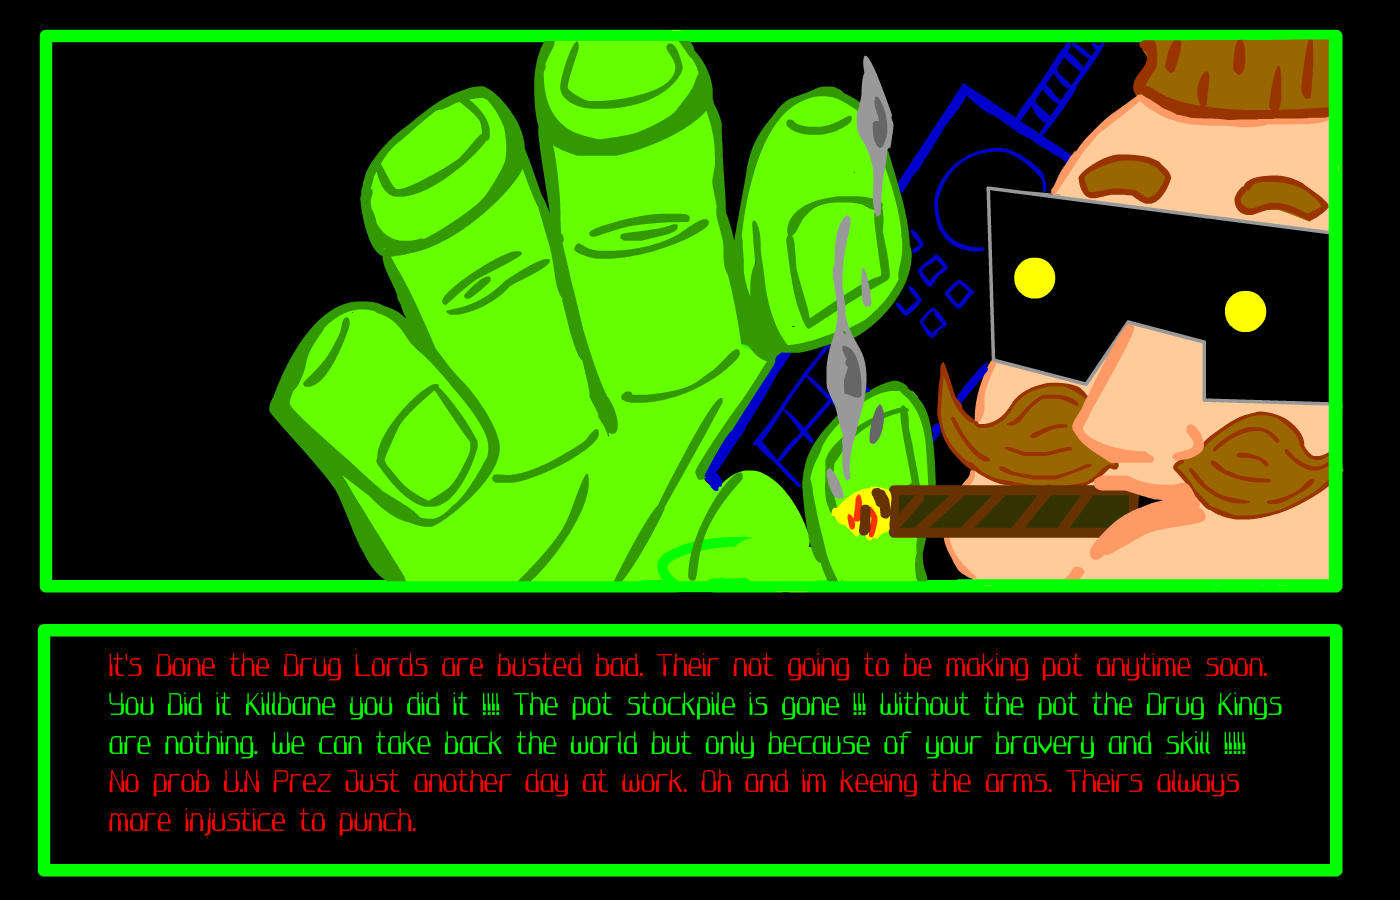 It's Done the Drug Lords are busted bad. Their not going to be making pot anytime soon.
You Did it Killbane you did it !!!! The pot stockpile is gone !!! Without the pot the Drug Kings
are nothing. We can take back the world but only because of your bravery and skill !!!!!
No prob U.N Prez Just another day at work. Oh and im keeing the arms. Theirs always
more injustice to punch.